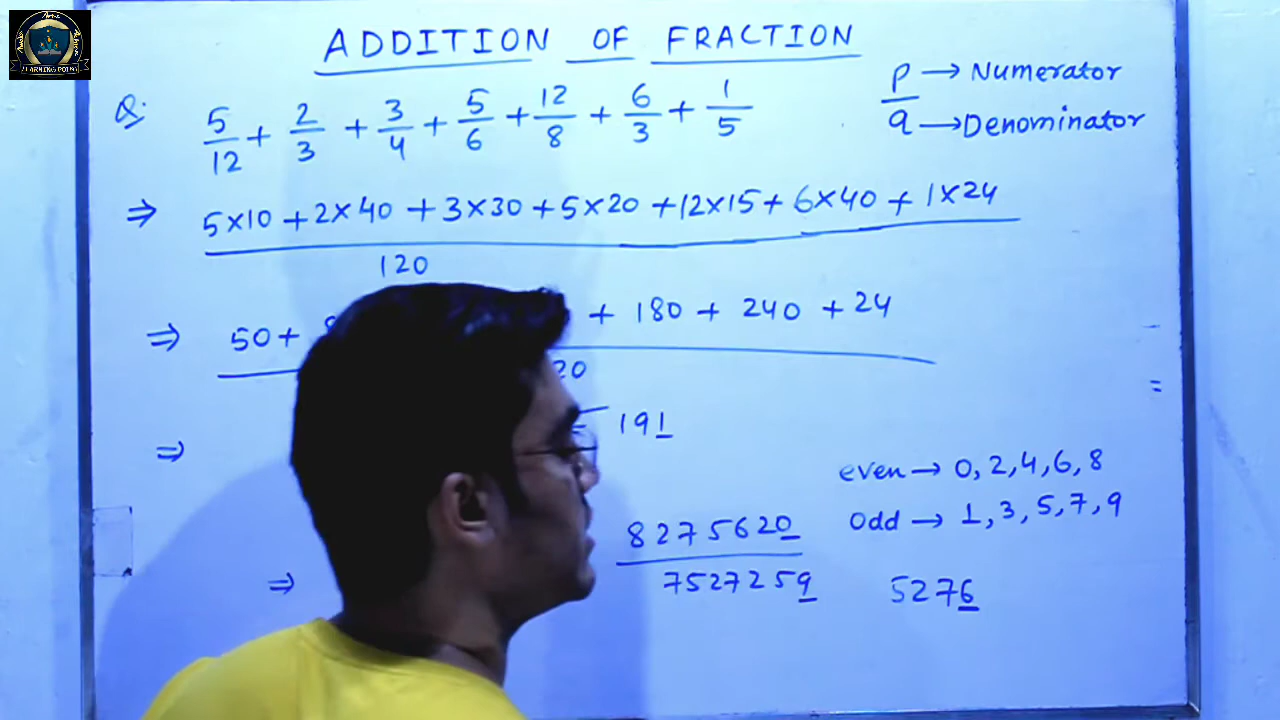 ADDITION OF FRACTION
Q. 5/12 + 2/3 + 3/4 + 5/6 + 12/8 + 6/3 + 1/5
P/q
→ Numerator
→ Denominator
⇒ 5×10 + 2×40 + 3×30 + 5×20 + 12×15 + 6×40 + 1×24
120
⇒ 50 + + 180 + 240 + 24
20
⇒ 191
even → 0, 2, 4, 6, 8
Odd → 1, 3, 5, 7, 9
⇒ 8275620
7527259
5276
LEARNING POINT